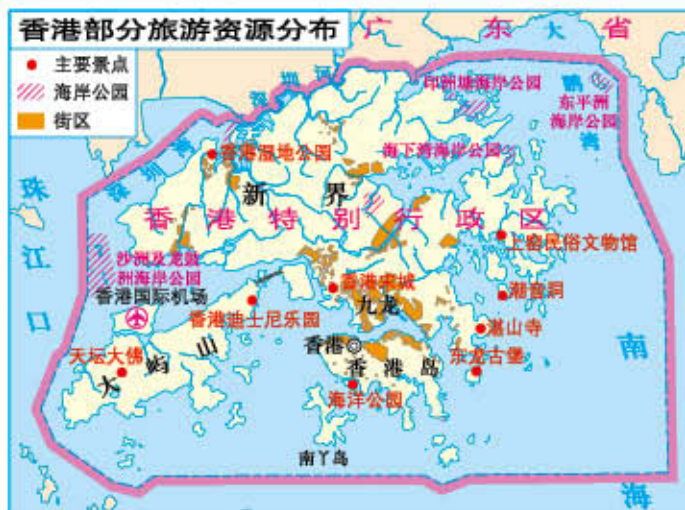 香港部分旅游资源分布
主要景点
海岸公园
街区
广东省
大鹏湾
深圳河
深圳湾
珠江口
印洲塘海岸公园
东平洲
海岸公园
海下湾海岸公园
香港湿地公园
新界
香港特别行政区
上窑民俗文物馆
沙洲及龙鼓
洲海岸公园
香港国际机场
香港宋城
潮音洞
九龙
香港迪士尼乐园
湛山寺
香港
天坛大佛
大屿山
香港岛
东龙古堡
海洋公园
南丫岛
南海